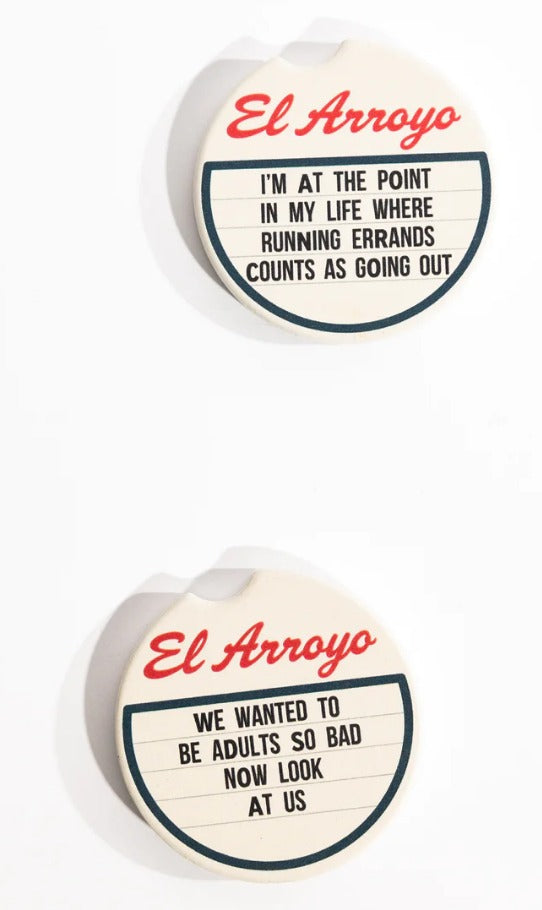 El Arroyo
I'M AT THE POINT
IN MY LIFE WHERE
RUNNING ERRANDS
COUNTS AS GOING OUT
El Arroyo
WE WANTED TO
BE ADULTS SO BAD
NOW LOOK
AT US